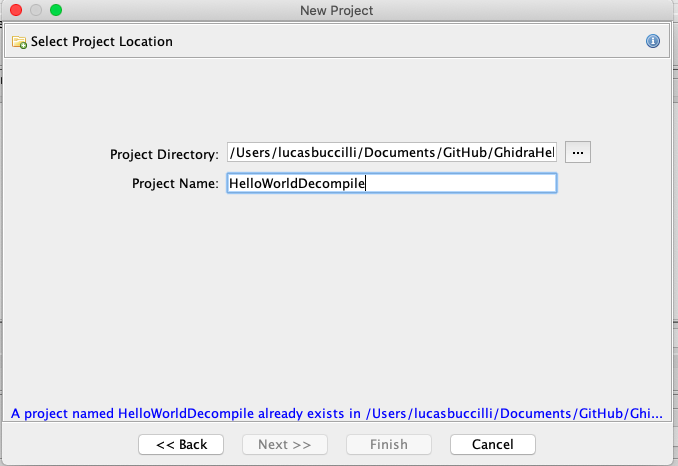 New Project
Select Project Location
Project Directory: /Users/lucasbuccilli/Documents/GitHub/GhidraHel ...
Project Name: HelloWorldDecompile
A project named HelloWorldDecompile already exists in /Users/lucasbuccilli/Documents/GitHub/Ghi...
<< Back Next >> Finish Cancel